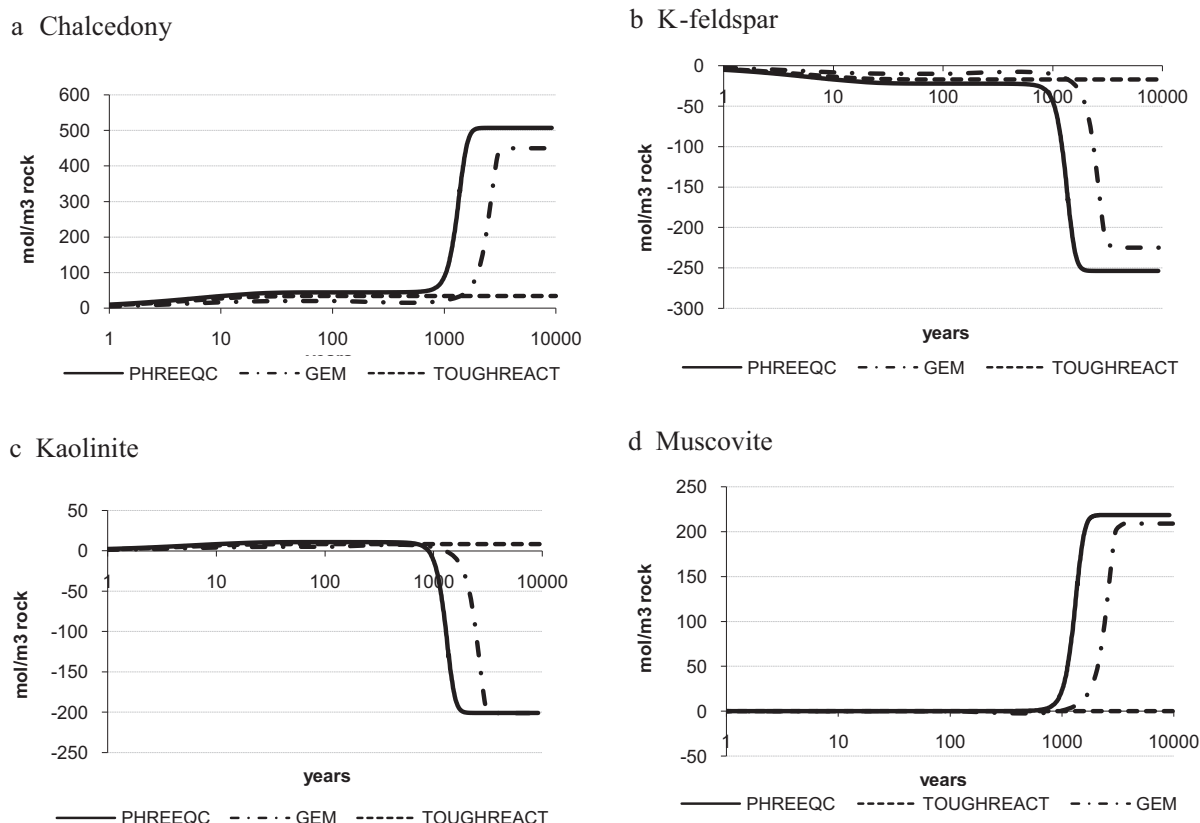 a Chalcedony
mol/m3 rock
600
500
400
300
200
100
0
1 10 100 1000 10000
PHREEQC GEM TOUGHREACT
b K-feldspar
mol/m3 rock
0
-50
-100
-150
-200
-250
-300
1 10 100 1000 10000
years
PHREEQC GEM TOUGHREACT
c Kaolinite
mol/m3 rock
50
0
-50
-100
-150
-200
-250
1 10 100 1000 10000
years
PHREEQC GEM TOUGHREACT
d Muscovite
mol/m3 rock
250
200
150
100
50
0
-50
1 10 100 1000 10000
years
PHREEQC TOUGHREACT GEM